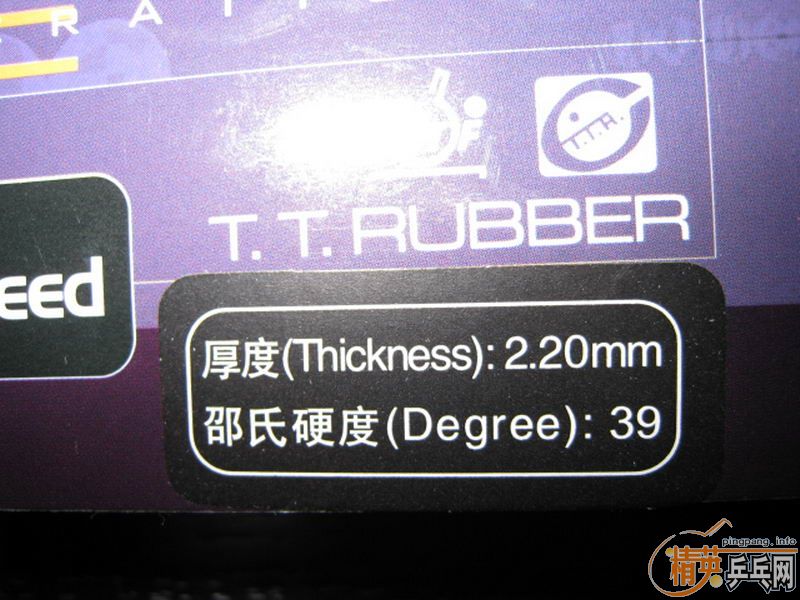 T.T.A.
T. T. RUBBER
eed
厚度(Thickness): 2.20mm
邵氏硬度(Degree): 39
pingpang.info
精英乒乓网